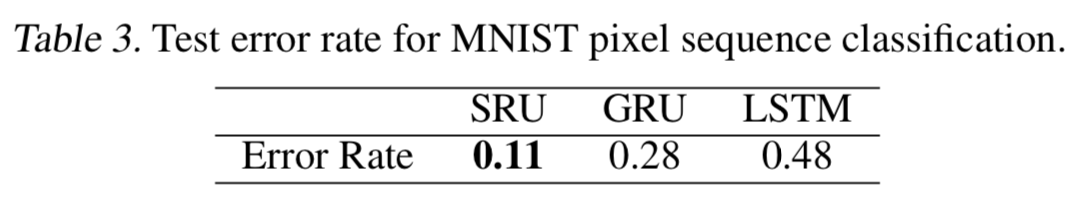 Table 3. Test error rate for MNIST pixel sequence classification.
SRU GRU LSTM
Error Rate 0.11 0.28 0.48